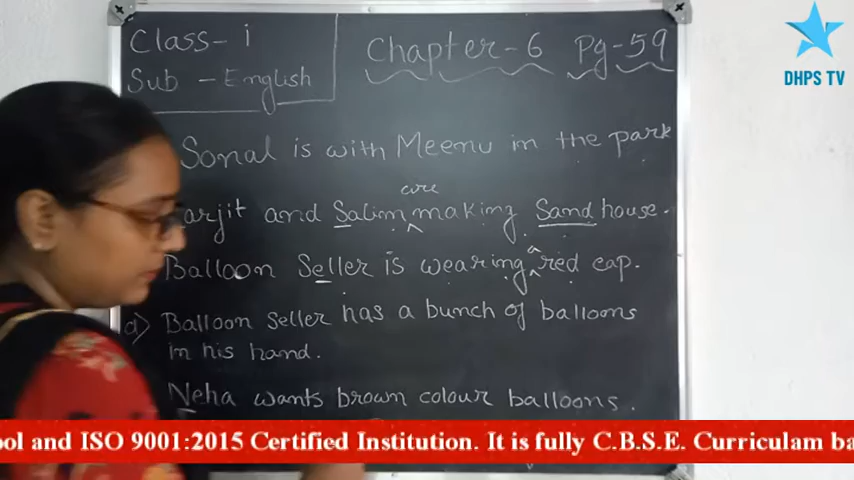 Class- i
Sub - English
Chapter-6 Pg-59
DHPS TV
Sonal is with Meenu in the park
arjit and Salim ^are making Sand house.
Balloon Seller is wearing ^a red cap.
a) Balloon Seller has a bunch of balloons
in his hand.
Neha wants brown colour balloons.
ol and ISO 9001:2015 Certified Institution. It is fully C.B.S.E. Curriculam ba